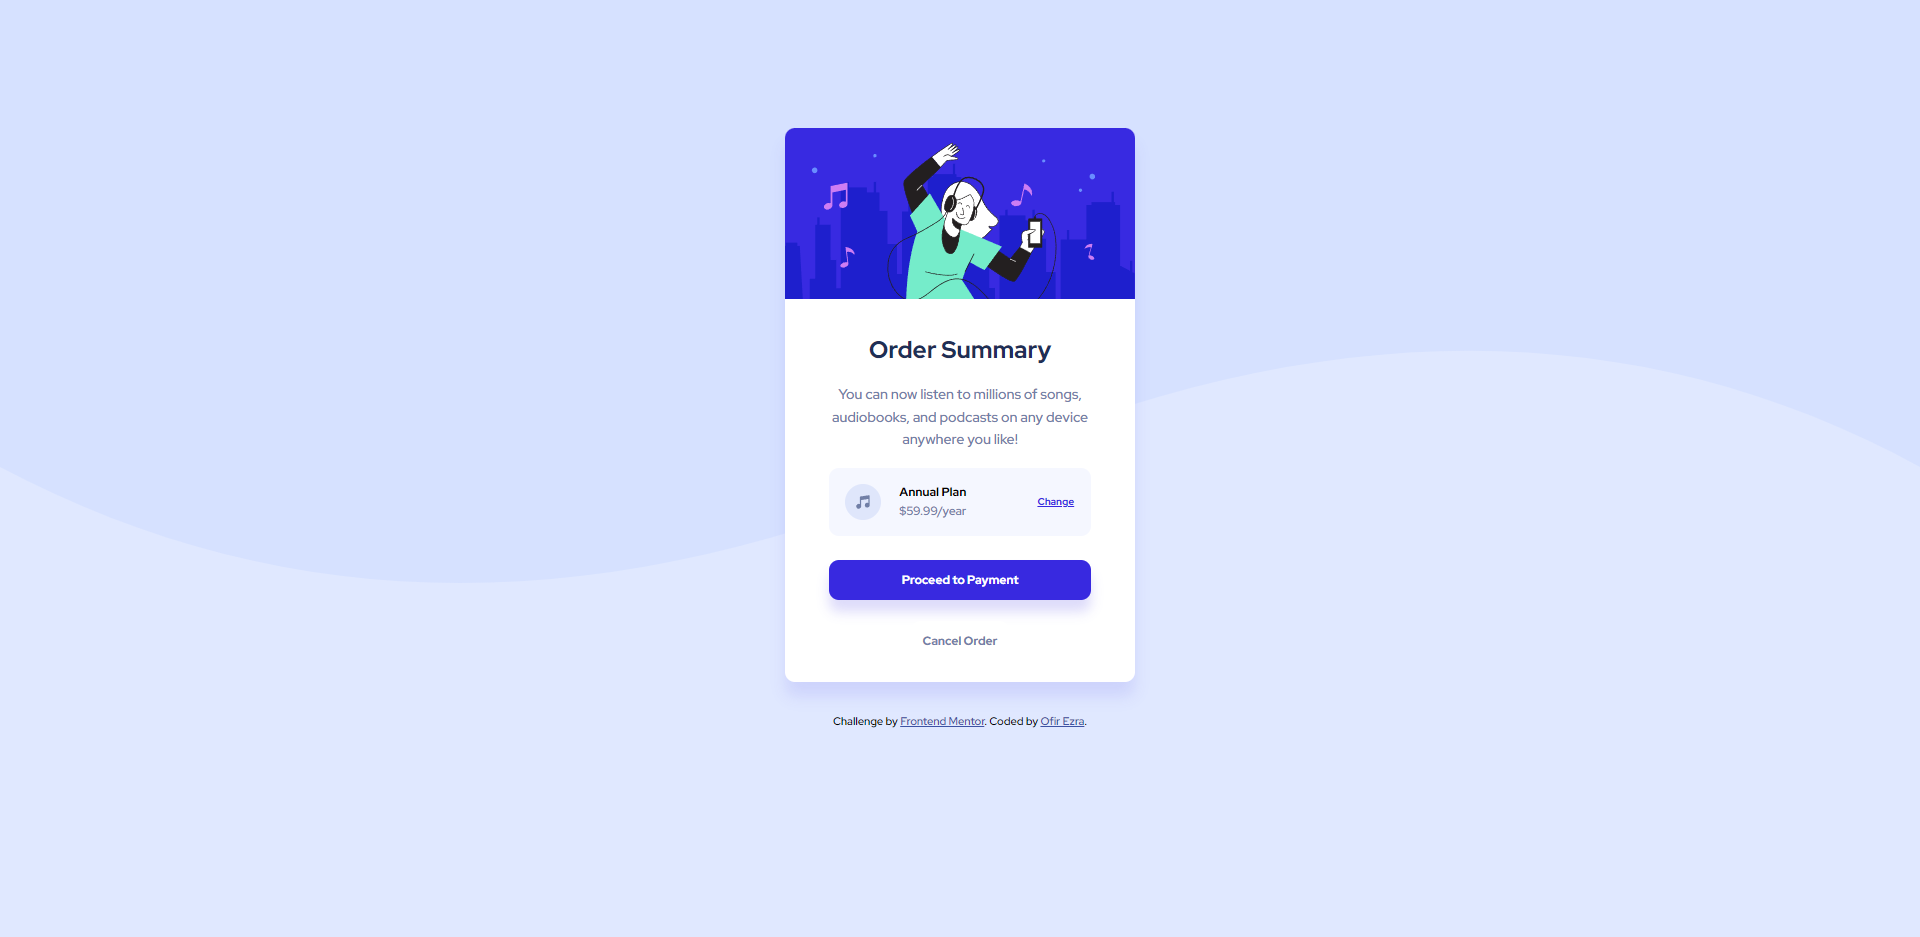 Order Summary
You can now listen to millions of songs,
audiobooks, and podcasts on any device
anywhere you like!
Annual Plan
$59.99/year
Change
Proceed to Payment
Cancel Order
Challenge by Frontend Mentor. Coded by Ofir Ezra.